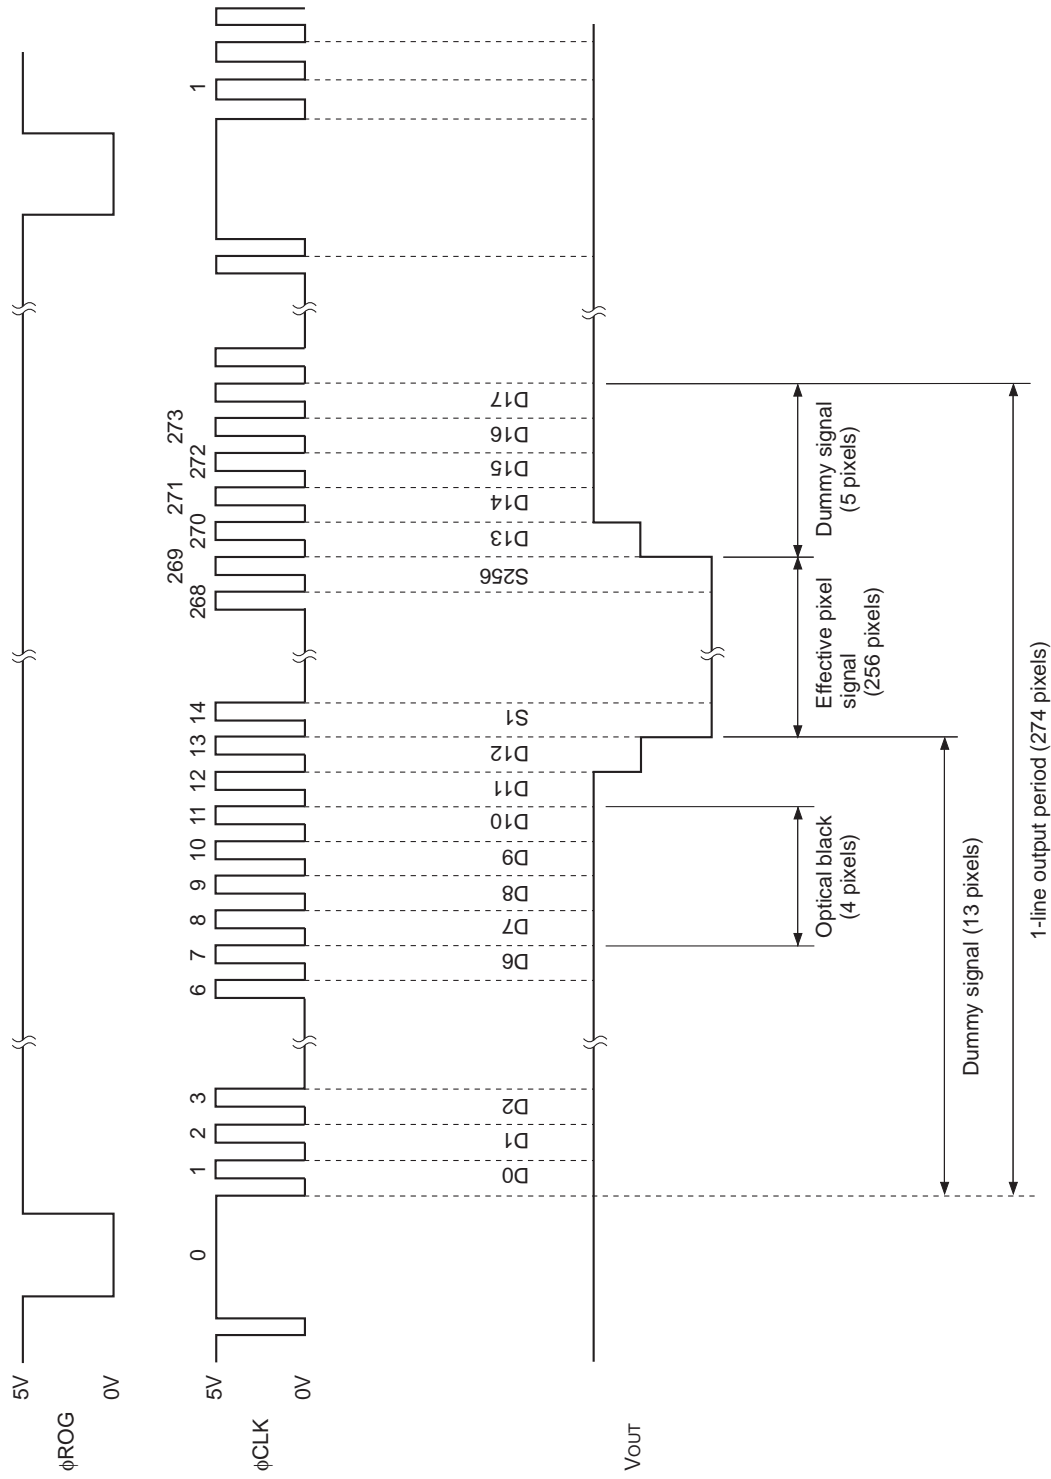 5V
φROG
0V
5V
φCLK
0V
0
1
2
3
6
7
8
9
10
11
12
13
14
268
269
270
271
272
273
1
D0
D1
D2
D6
D7
D8
D9
D10
D11
D12
S1
S256
D13
D14
D15
D16
D17
VOUT
Optical black
(4 pixels)
Effective pixel
signal
(256 pixels)
Dummy signal
(5 pixels)
Dummy signal (13 pixels)
1-line output period (274 pixels)